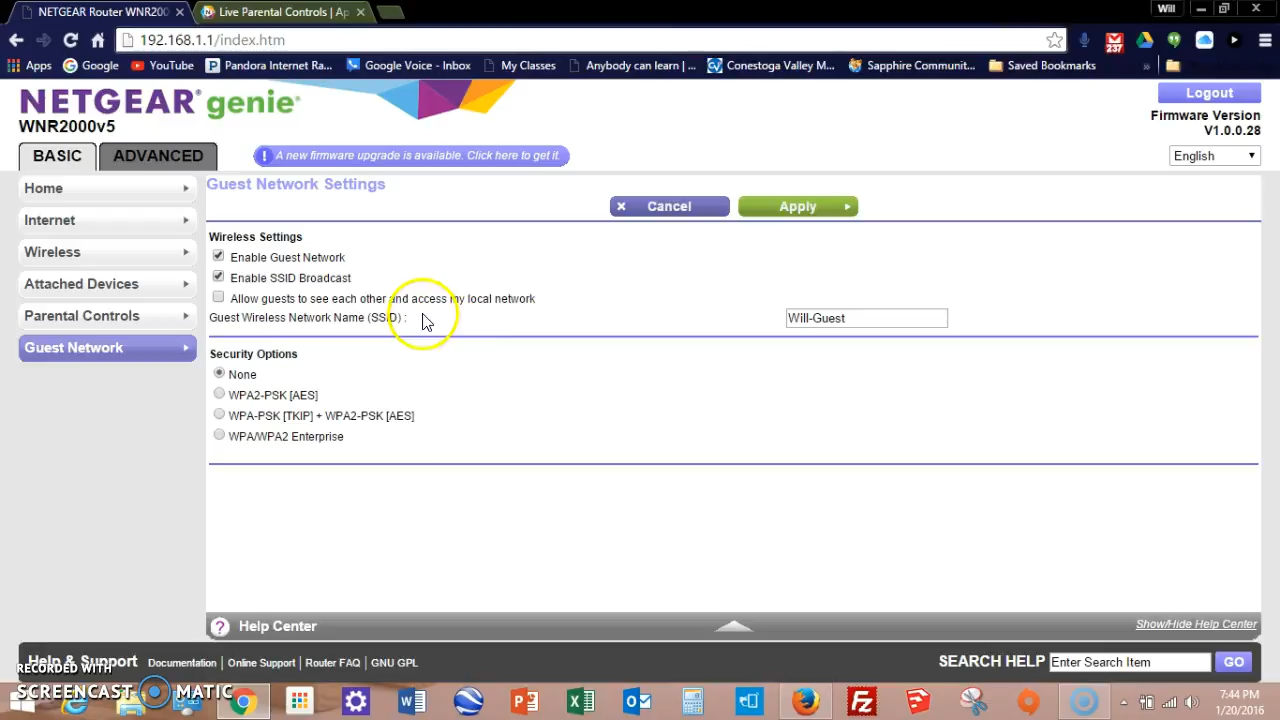 NETGEAR Router WNR200
Live Parental Controls | Ap
Will
192.168.1.1/index.htm
237
Apps
Google
YouTube
Pandora Internet Ra...
Google Voice - Inbox
My Classes
Anybody can learn | ...
Conestoga Valley M...
Sapphire Communit...
Saved Bookmarks
»
NETGEAR® genie®
WNR2000v5
Logout
Firmware Version
V1.0.0.28
BASIC
ADVANCED
A new firmware upgrade is available. Click here to get it.
English
Home
Internet
Wireless
Attached Devices
Parental Controls
Guest Network
Guest Network Settings
Cancel
Apply
Wireless Settings
Enable Guest Network
Enable SSID Broadcast
Allow guests to see each other and access my local network
Guest Wireless Network Name (SSID) :
Will-Guest
Security Options
None
WPA2-PSK [AES]
WPA-PSK [TKIP] + WPA2-PSK [AES]
WPA/WPA2 Enterprise
? Help Center
Show/Hide Help Center
Help & Support
Documentation | Online Support | Router FAQ | GNU GPL
SEARCH HELP
Enter Search Item
GO
RECORDED WITH
SCREENCAST MATIC
7:44 PM
1/20/2016